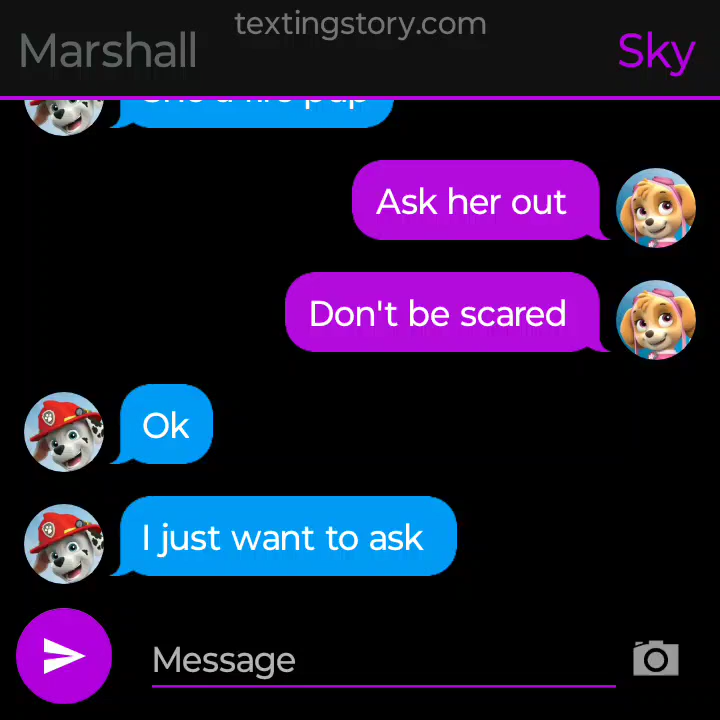 textingstory.com
Marshall
Sky
Ask her out
Don't be scared
Ok
I just want to ask
Message